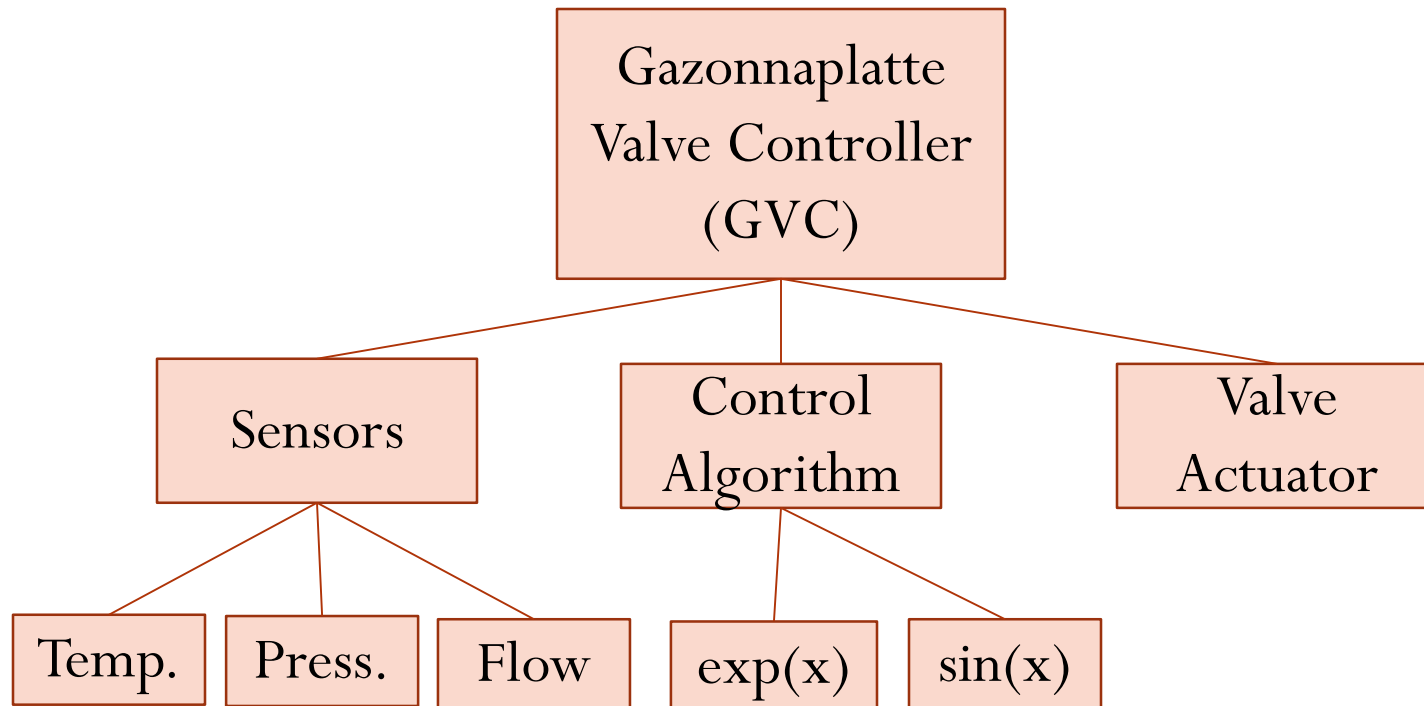 Gazonnaplatte
Valve Controller
(GVC)
Sensors
Control
Algorithm
Valve
Actuator
Temp.
Press.
Flow
exp(x)
sin(x)